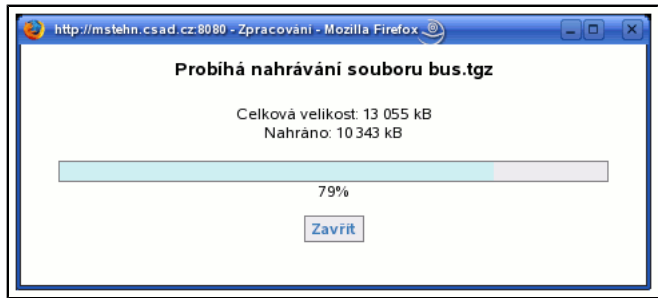 http://mstehn.csad.cz:8080 - Zpracování - Mozilla Firefox
Probíhá nahrávání souboru bus.tgz
Celková velikost: 13 055 kB
Nahráno: 10 343 kB
79%
Zavřít